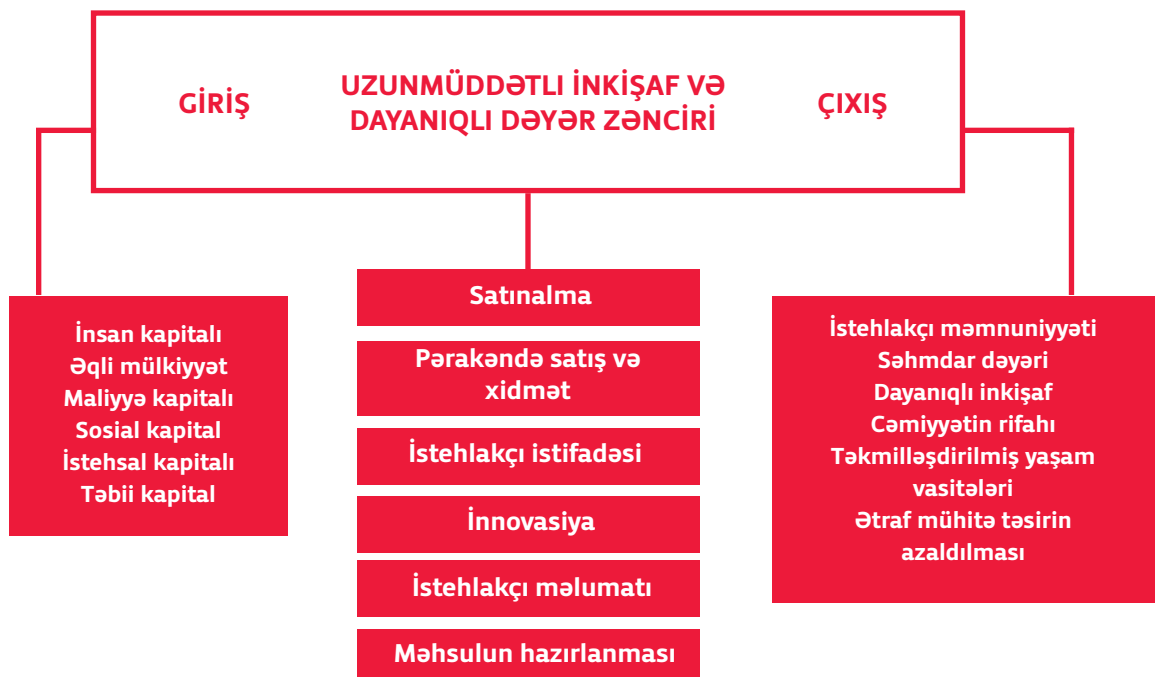 GİRİŞ
UZUNMÜDDƏTLİ İNKİŞAF VƏ
DAYANIQLI DƏYƏR ZƏNCİRİ
ÇIXIŞ
İnsan kapitalı
Əqli mülkiyyət
Maliyyə kapitalı
Sosial kapital
İstehsal kapitalı
Təbii kapital
Satınalma
Pərakəndə satış və
xidmət
İstehlakçı istifadəsi
İnnovasiya
İstehlakçı məlumatı
Məhsulun hazırlanması
İstehlakçı məmnuniyyəti
Səhmdar dəyəri
Dayanıqlı inkişaf
Cəmiyyətin rifahı
Təkmilləşdirilmiş yaşam
vasitələri
Ətraf mühitə təsirin
azaldılması